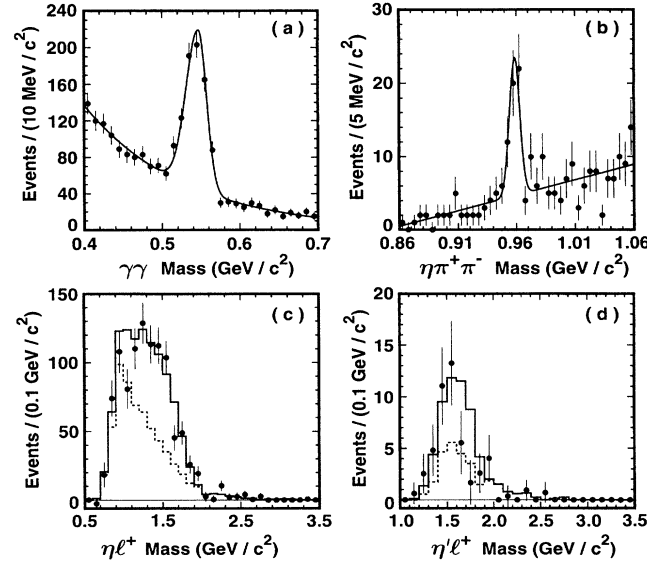 (a)
Events / (10 MeV / c²)
240
200
160
120
80
40
0
0.4 0.5 0.6 0.7
γγ Mass (GeV / c²)
(b)
Events / (5 MeV / c²)
30
20
10
0
0.86 0.91 0.96 1.01 1.06
ηπ⁺π⁻ Mass (GeV / c²)
(c)
Events / (0.1 GeV / c²)
150
100
50
0
0.5 1.5 2.5 3.5
ηℓ⁺ Mass (GeV / c²)
(d)
Events / (0.1 GeV / c²)
20
15
10
5
0
1.0 1.5 2.0 2.5 3.0 3.5
η′ℓ⁺ Mass (GeV / c²)